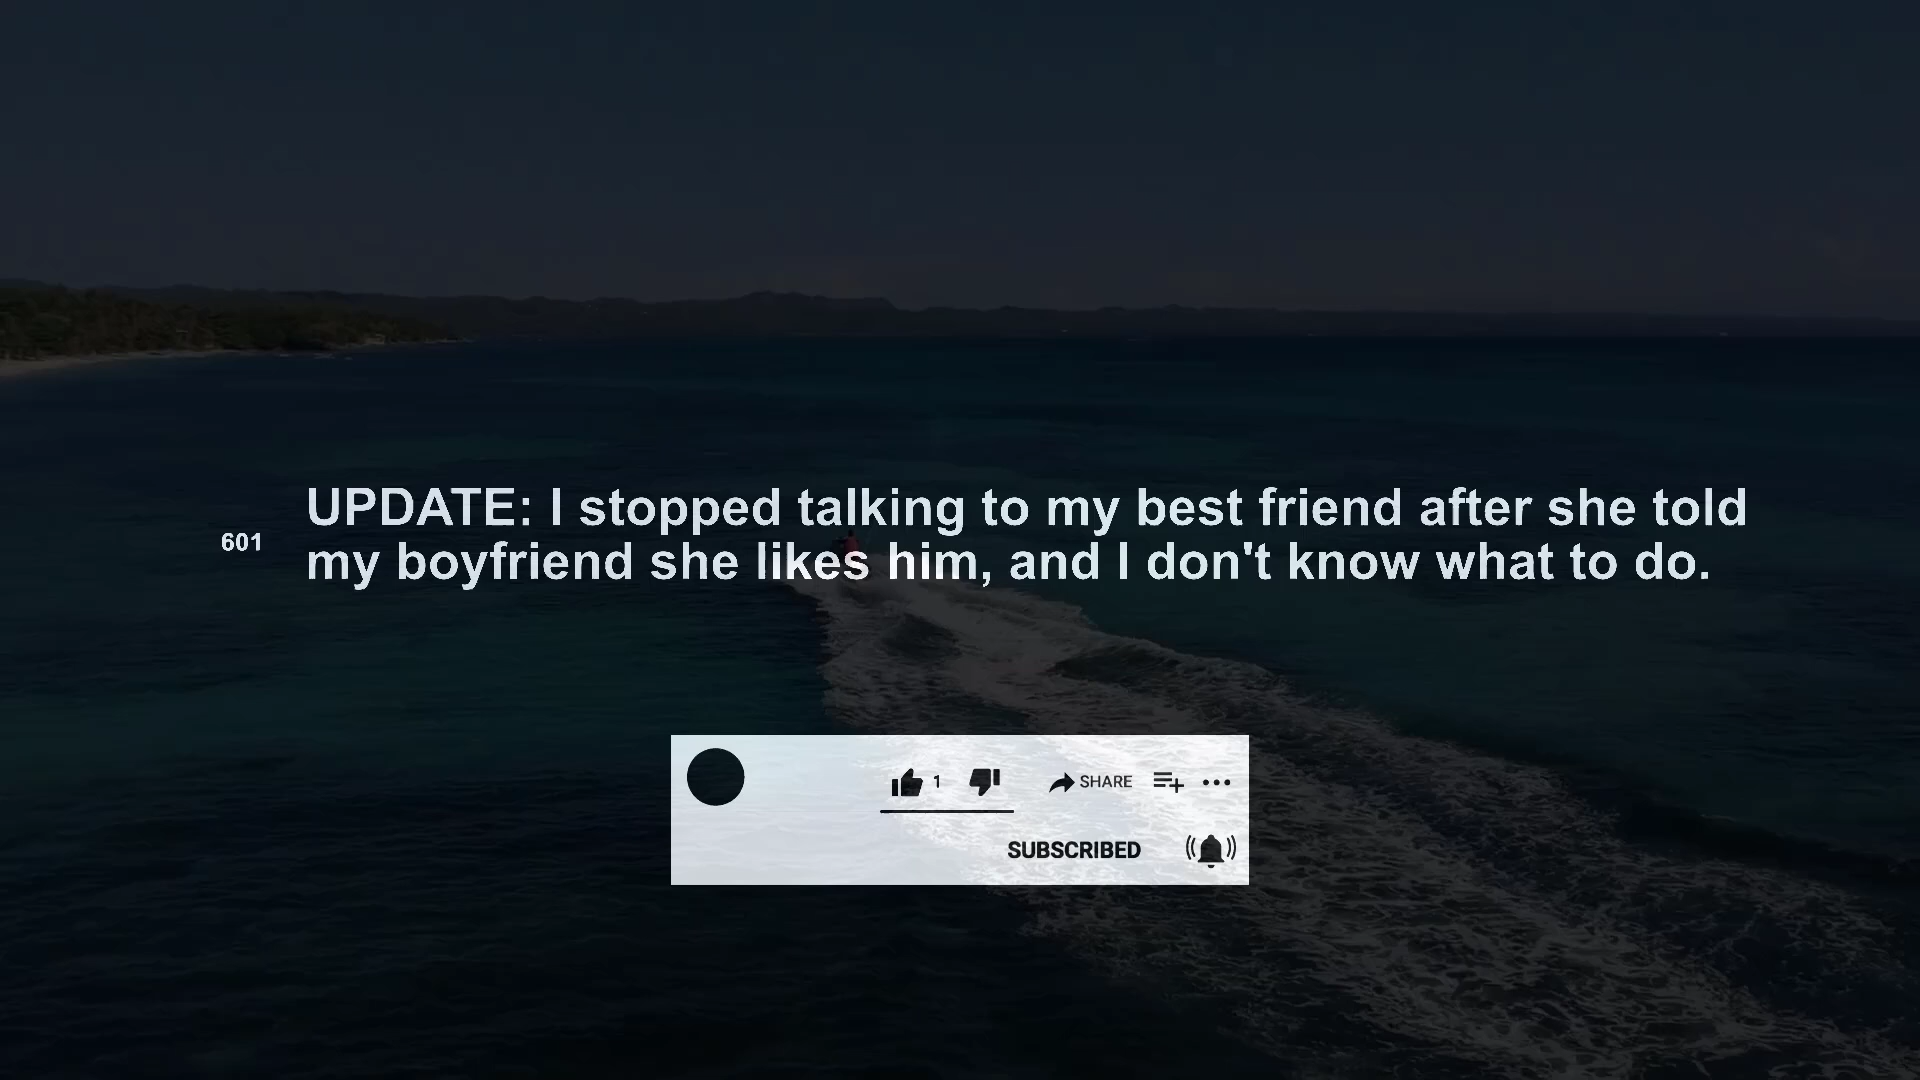 UPDATE: I stopped talking to my best friend after she told
601
my boyfriend she likes him, and I don't know what to do.
1
SHARE
SUBSCRIBED